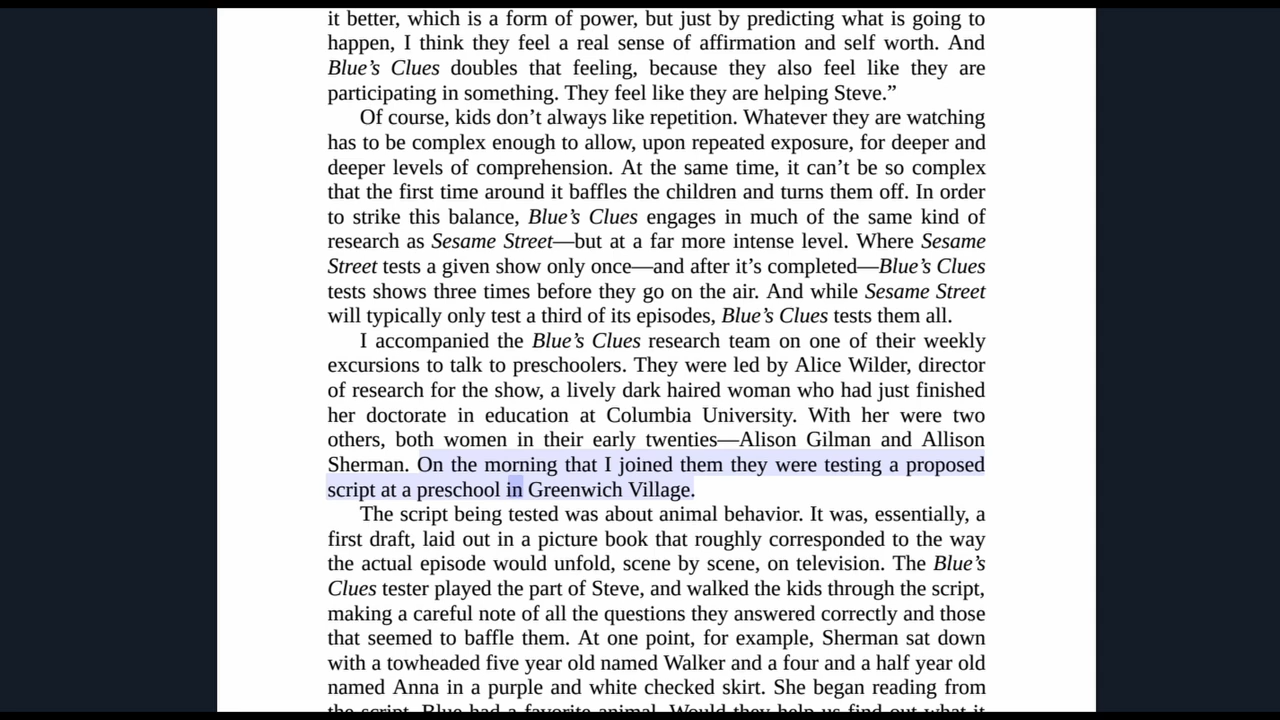 it better, which is a form of power, but just by predicting what is going to
happen, I think they feel a real sense of affirmation and self worth. And
Blue’s Clues doubles that feeling, because they also feel like they are
participating in something. They feel like they are helping Steve.”
Of course, kids don’t always like repetition. Whatever they are watching
has to be complex enough to allow, upon repeated exposure, for deeper and
deeper levels of comprehension. At the same time, it can’t be so complex
that the first time around it baffles the children and turns them off. In order
to strike this balance, Blue’s Clues engages in much of the same kind of
research as Sesame Street—but at a far more intense level. Where Sesame
Street tests a given show only once—and after it’s completed—Blue’s Clues
tests shows three times before they go on the air. And while Sesame Street
will typically only test a third of its episodes, Blue’s Clues tests them all.
I accompanied the Blue’s Clues research team on one of their weekly
excursions to talk to preschoolers. They were led by Alice Wilder, director
of research for the show, a lively dark haired woman who had just finished
her doctorate in education at Columbia University. With her were two
others, both women in their early twenties—Alison Gilman and Allison
Sherman. On the morning that I joined them they were testing a proposed
script at a preschool in Greenwich Village.
The script being tested was about animal behavior. It was, essentially, a
first draft, laid out in a picture book that roughly corresponded to the way
the actual episode would unfold, scene by scene, on television. The Blue’s
Clues tester played the part of Steve, and walked the kids through the script,
making a careful note of all the questions they answered correctly and those
that seemed to baffle them. At one point, for example, Sherman sat down
with a towheaded five year old named Walker and a four and a half year old
named Anna in a purple and white checked skirt. She began reading from
the script. Blue had a favorite animal. Would they help us find out what it